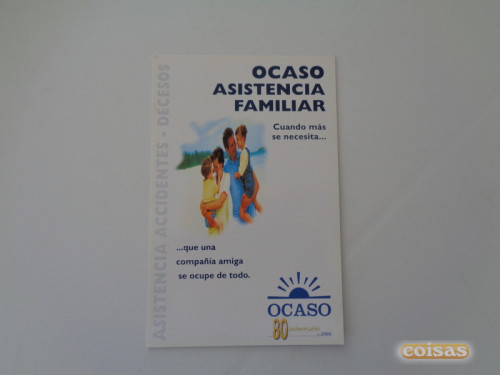 OCASO
ASISTENCIA
FAMILIAR
Cuando más
se necesita...
ASISTENCIA ACCIDENTES - DECESOS
...que una
compañía amiga
se ocupe de todo.
OCASO
80 aniversario
coisas